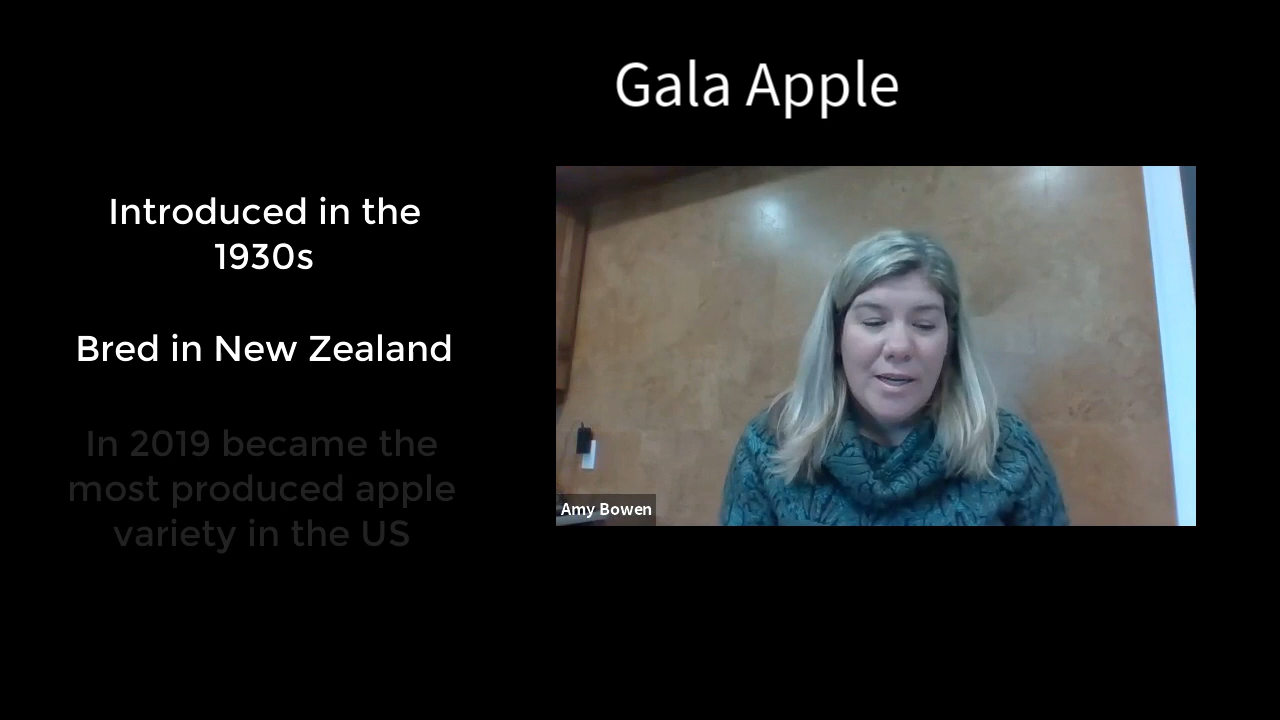 Gala Apple
Introduced in the
1930s
Bred in New Zealand
In 2019 became the
most produced apple
variety in the US
Amy Bowen